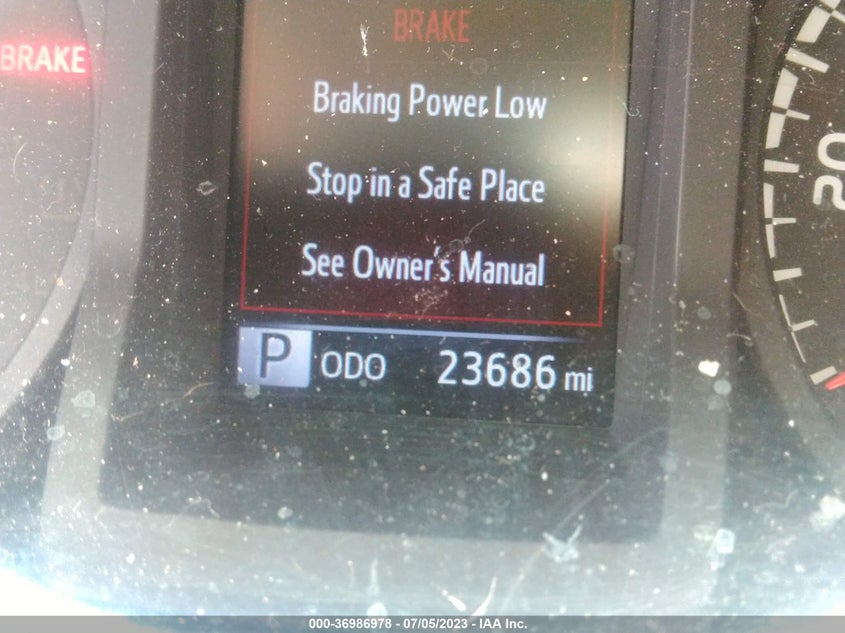 BRAKE
BRAKE
Braking Power Low
Stop in a Safe Place
See Owner's Manual
P ODO 23686 mi
20
000-36986978 - 07/05/2023 - IAA Inc.